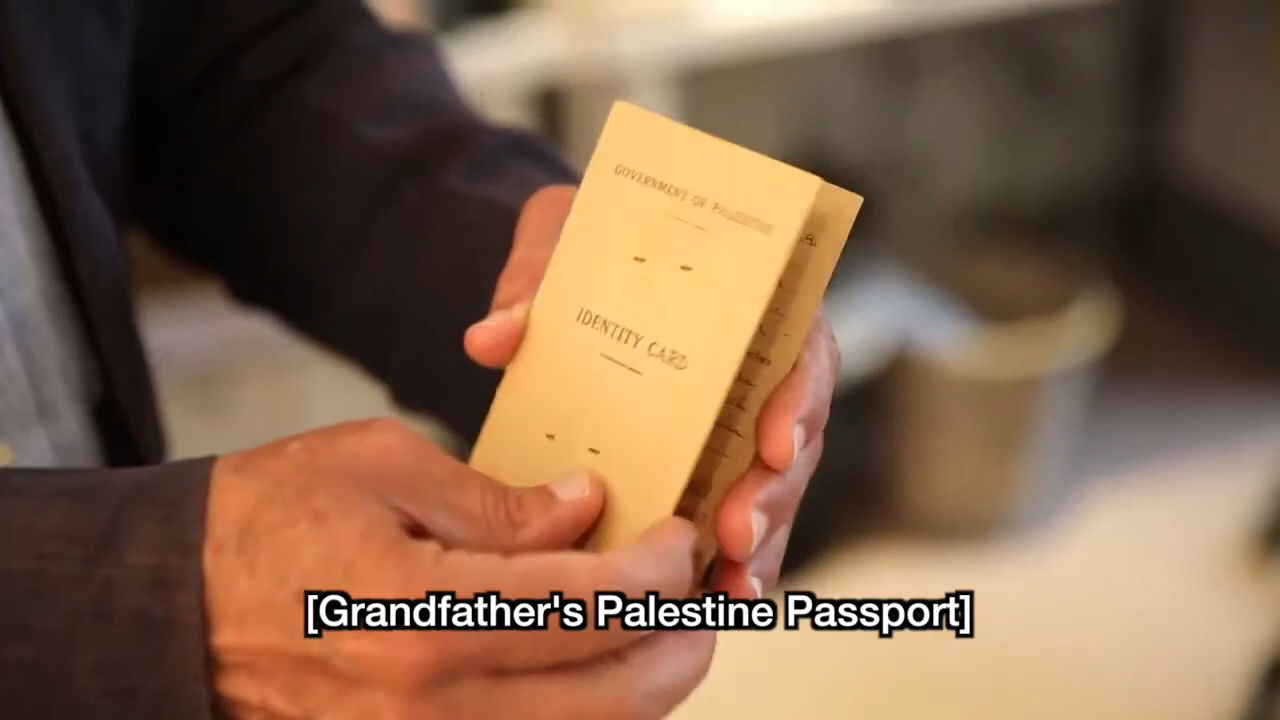 GOVERNMENT OF PALESTINE
IDENTITY CARD
[Grandfather's Palestine Passport]